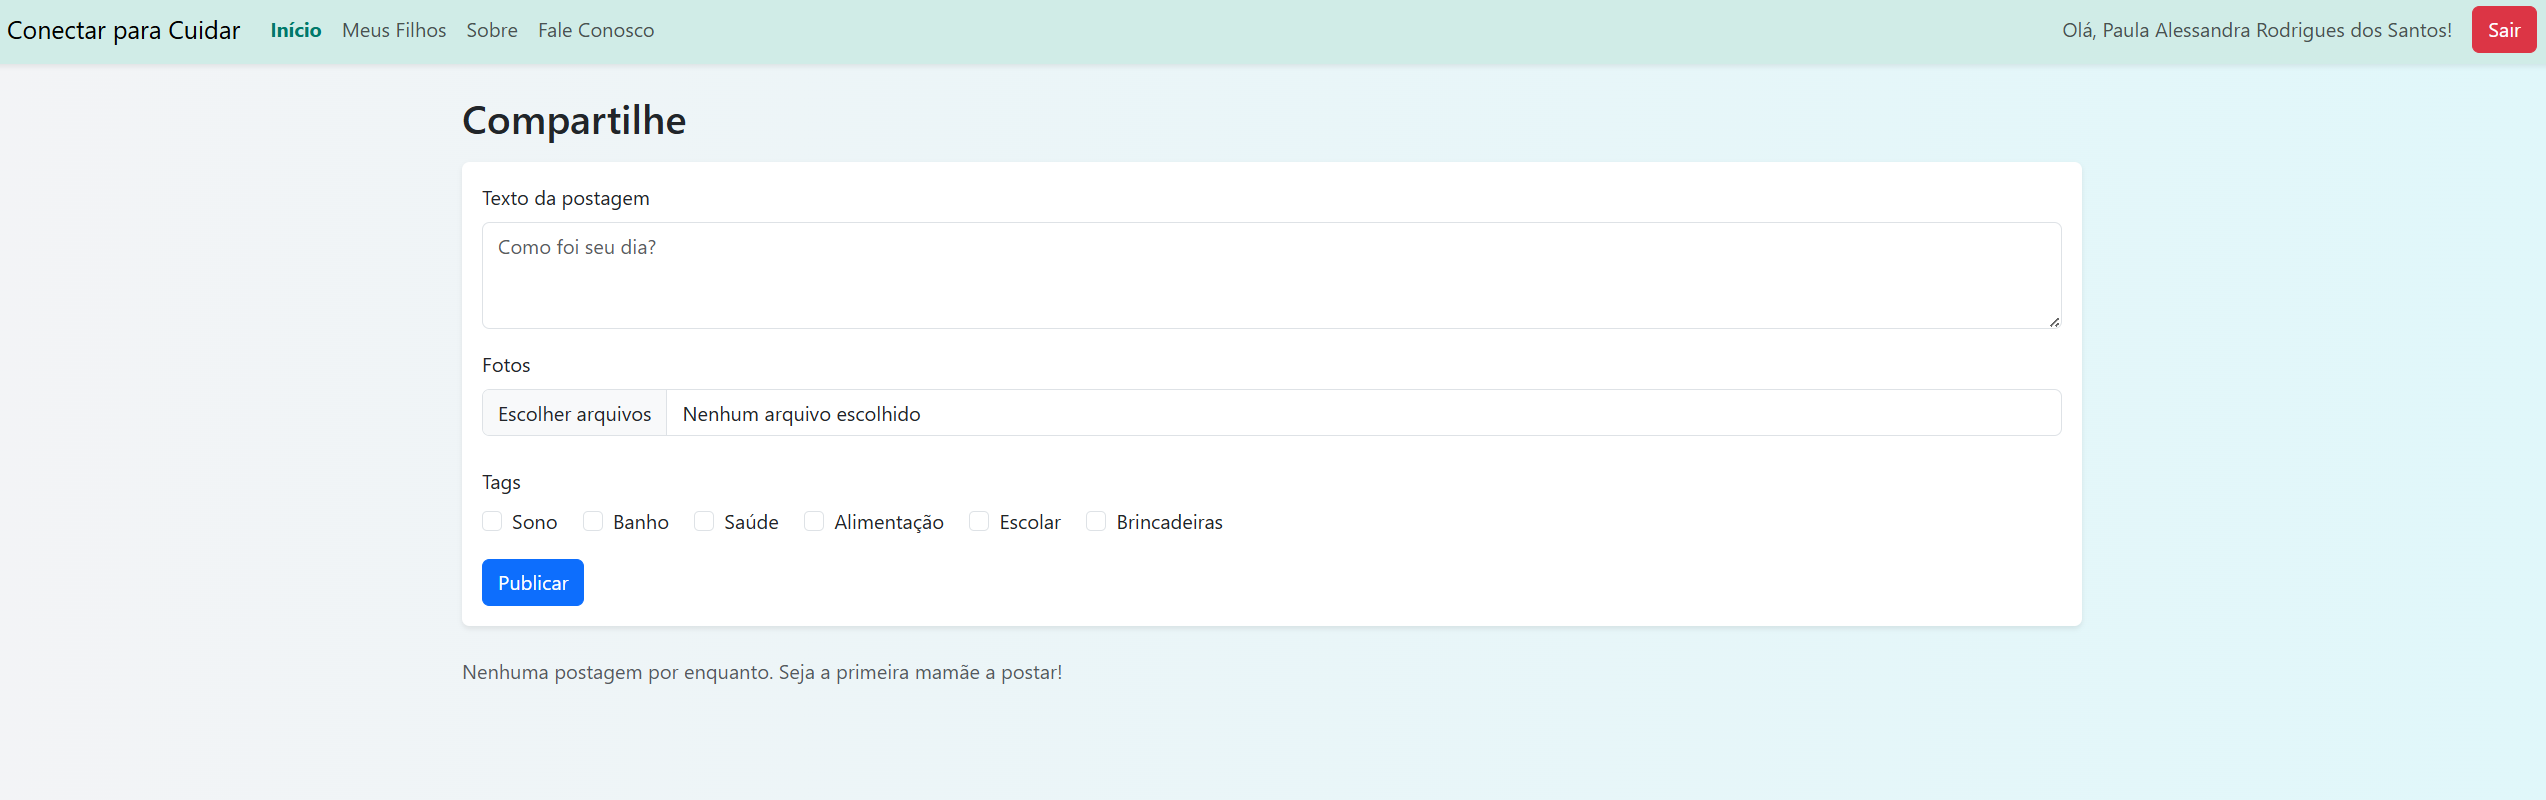 Conectar para Cuidar Início Meus Filhos Sobre Fale Conosco Olá, Paula Alessandra Rodrigues dos Santos! Sair
Compartilhe
Texto da postagem
Como foi seu dia?
Fotos
Escolher arquivos Nenhum arquivo escolhido
Tags
Sono Banho Saúde Alimentação Escolar Brincadeiras
Publicar
Nenhuma postagem por enquanto. Seja a primeira mamãe a postar!